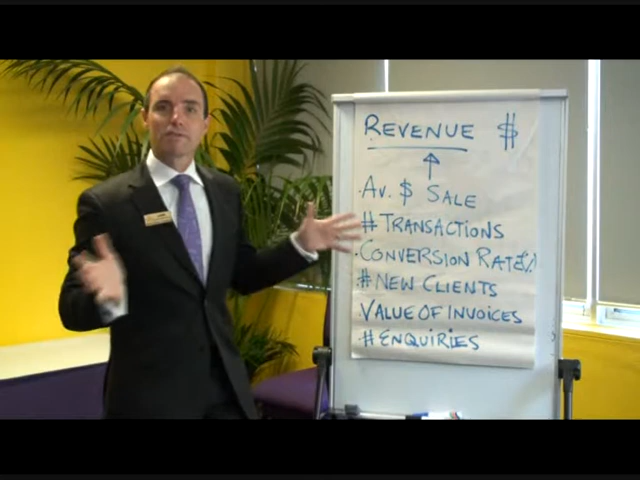 REVENUE $
↑
· AV. $ SALE
# TRANSACTIONS
· CONVERSION RATE(%)
# NEW CLIENTS
VALUE OF INVOICES
# ENQUIRIES